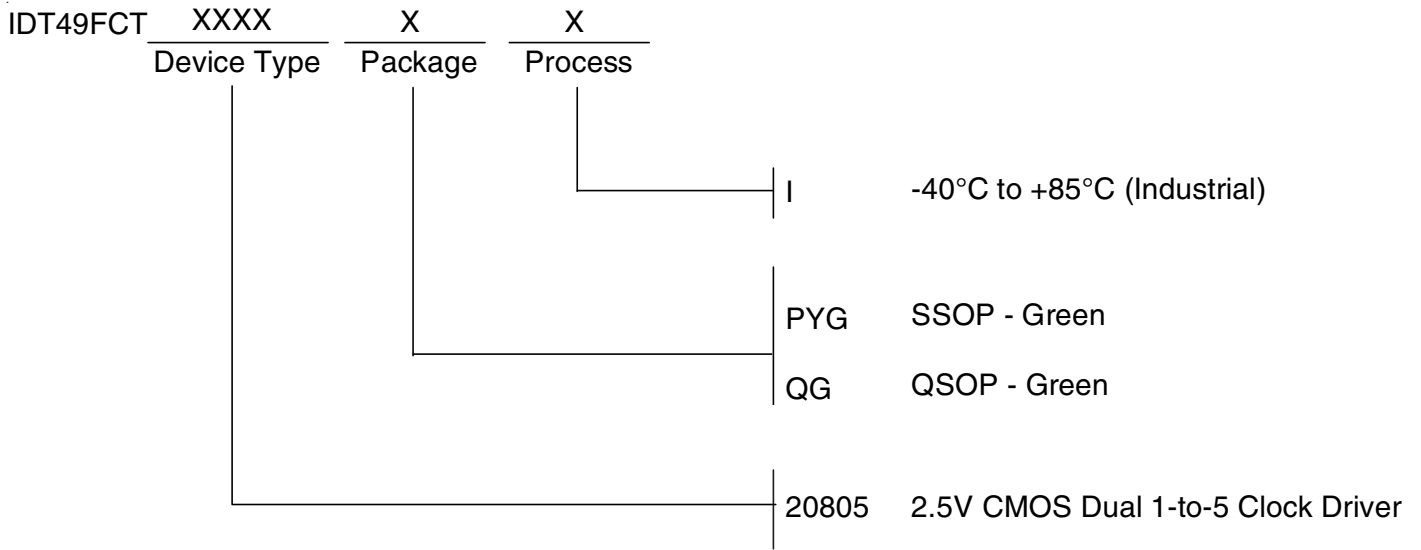 IDT49FCT XXXX X X
Device Type Package Process
I -40°C to +85°C (Industrial)
PYG SSOP - Green
QG QSOP - Green
20805 2.5V CMOS Dual 1-to-5 Clock Driver